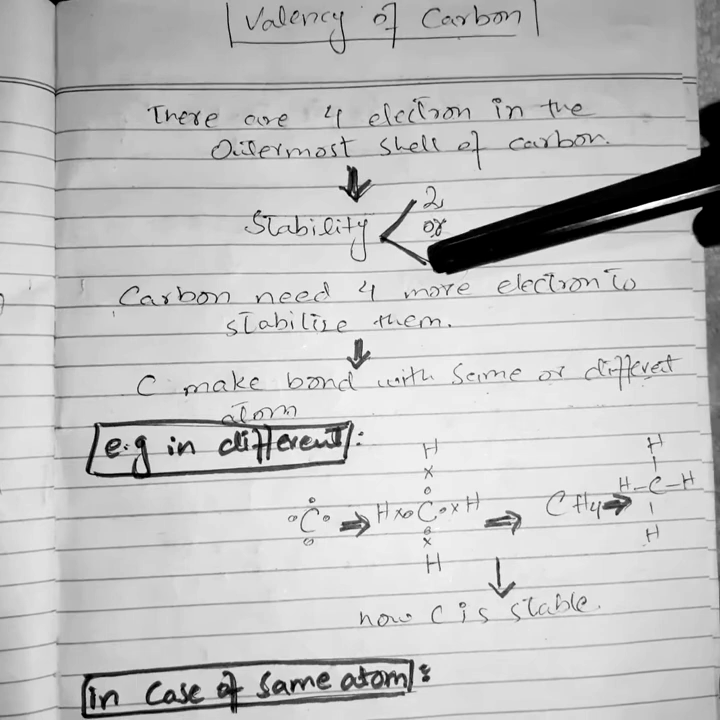 Valency of Carbon
There are 4 electron in the
Outermost shell of carbon.
Stability
2
or
Carbon need 4 more electron to
stabilize them.
C make bond with same or different
atom
e.g in different:
C
H
x
H x C x H
x
H
CH4
H
H-C-H
H
now C is stable.
in case of same atom: